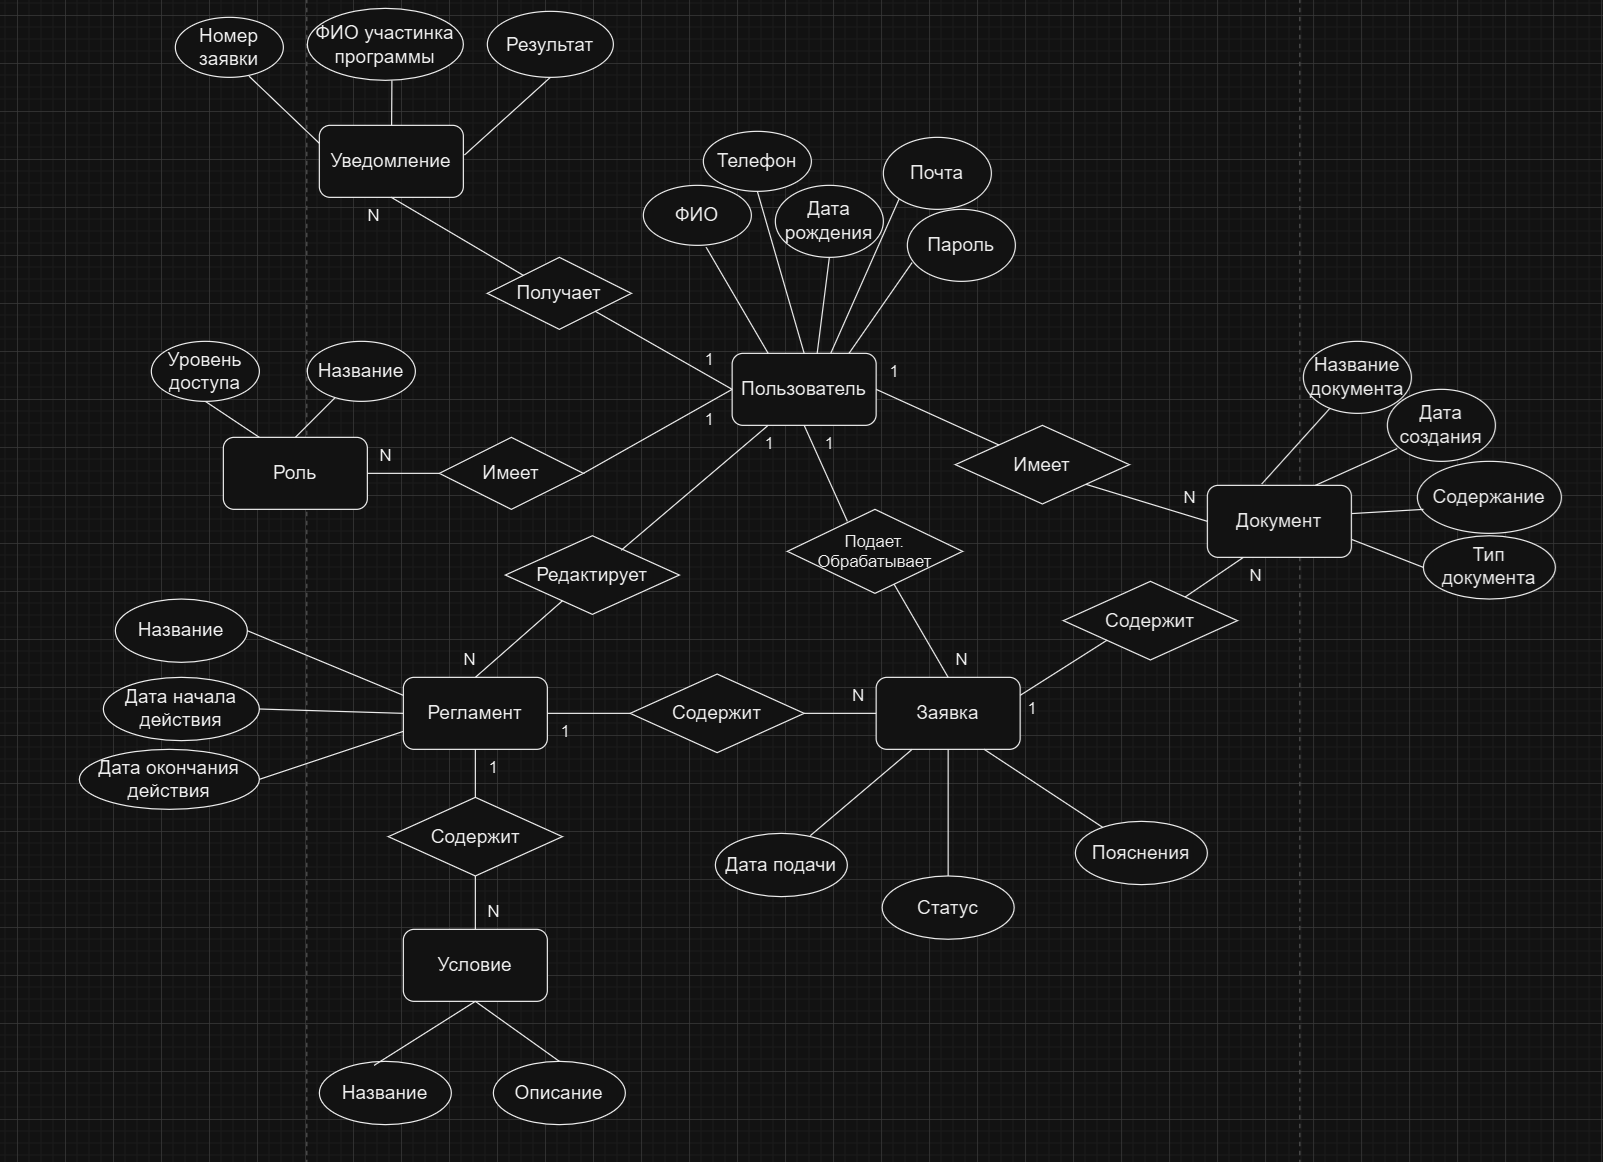 Номер
заявки
ФИО участинка
программы
Результат
Уведомление
N
Получает
1
Телефон
ФИО
Дата
рождения
Почта
Пароль
Пользователь
1
Уровень
доступа
Название
Роль
N
Имеет
1
1
1
Имеет
N
Название
документа
Дата
создания
Содержание
Тип
документа
Документ
N
Подает.
Обрабатывает
Редактирует
Содержит
N
N
1
Название
Дата начала
действия
Дата окончания
действия
Регламент
1
Содержит
N
Заявка
1
Содержит
N
Дата подачи
Статус
Пояснения
Условие
Название
Описание